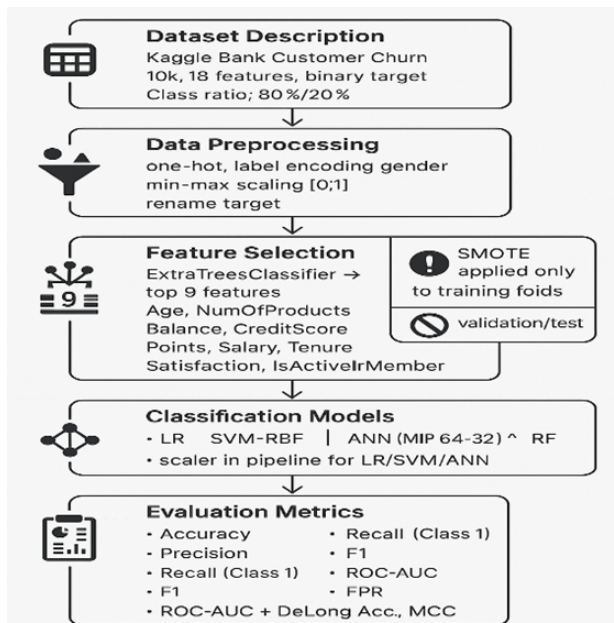 Dataset Description
Kaggle Bank Customer Churn
10k, 18 features, binary target
Class ratio; 80%/20%
Data Preprocessing
one-hot, label encoding gender
min-max scaling [0;1]
rename target
Feature Selection
ExtraTreesClassifier →
top 9 features
Age, NumOfProducts
Balance, CreditScore
Points, Salary, Tenure
Satisfaction, IsActiveIrMember
9
! SMOTE
applied only
to training foids
validation/test
Classification Models
• LR SVM-RBF | ANN (MIP 64-32) ^ RF
• scaler in pipeline for LR/SVM/ANN
Evaluation Metrics
• Accuracy
• Precision
• Recall (Class 1)
• F1
• Recall (Class 1)
• F1
• ROC-AUC
• FPR
• ROC-AUC + DeLong Acc., MCC